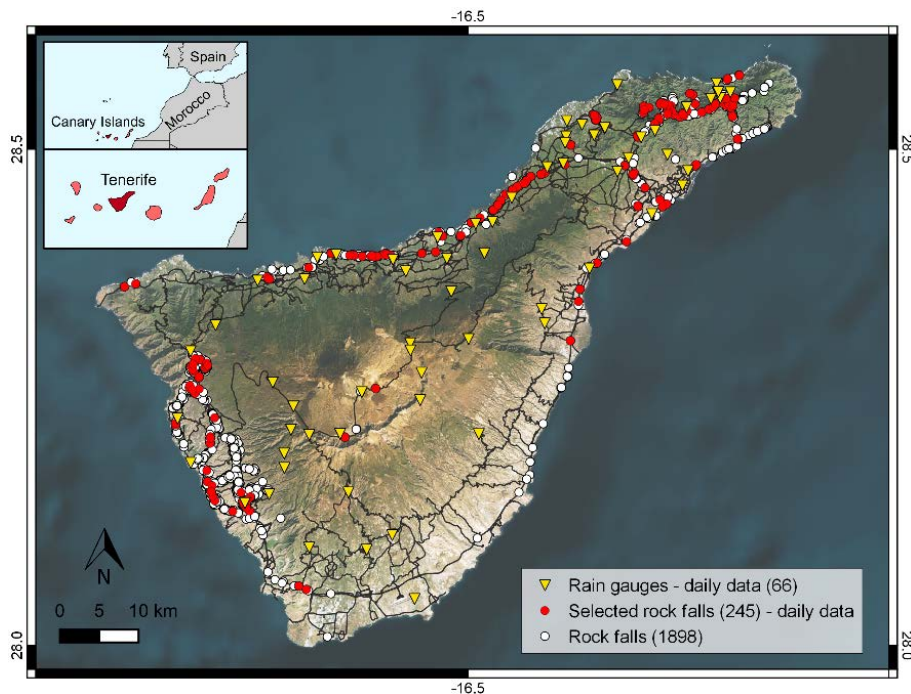 -16.5
Spain
Morocco
Canary Islands
Tenerife
28.5
28.5
N
0 5 10 km
Rain gauges - daily data (66)
Selected rock falls (245) - daily data
Rock falls (1898)
28.0
28.0
-16.5